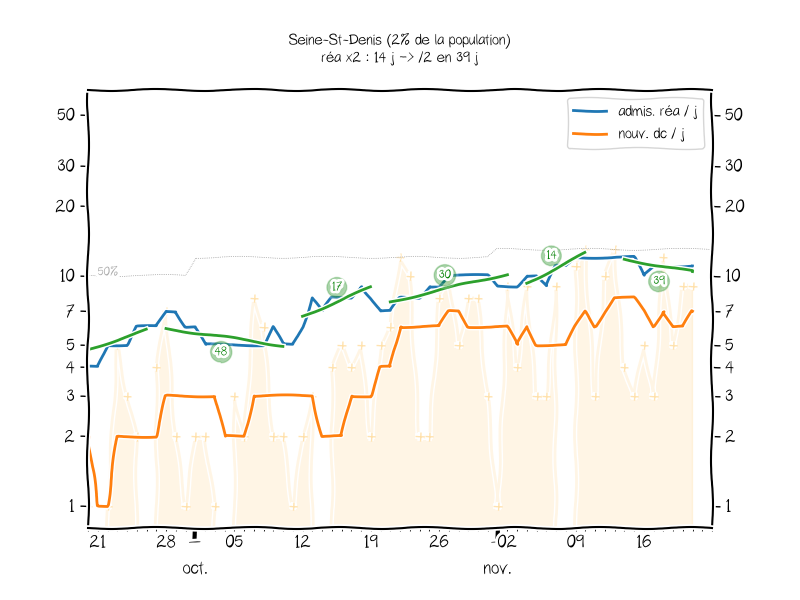 Seine-St-Denis (2% de la population)
réa x2 : 14 j -> /2 en 39 j
admis. réa / j
nouv. dc / j
50 50
30 30
20 20
50%
10 10
7 7
5 5
4 4
3 3
2 2
1 1
14
30
17
39
48
21 28 05 12 19 26 02 09 16
oct. nov.